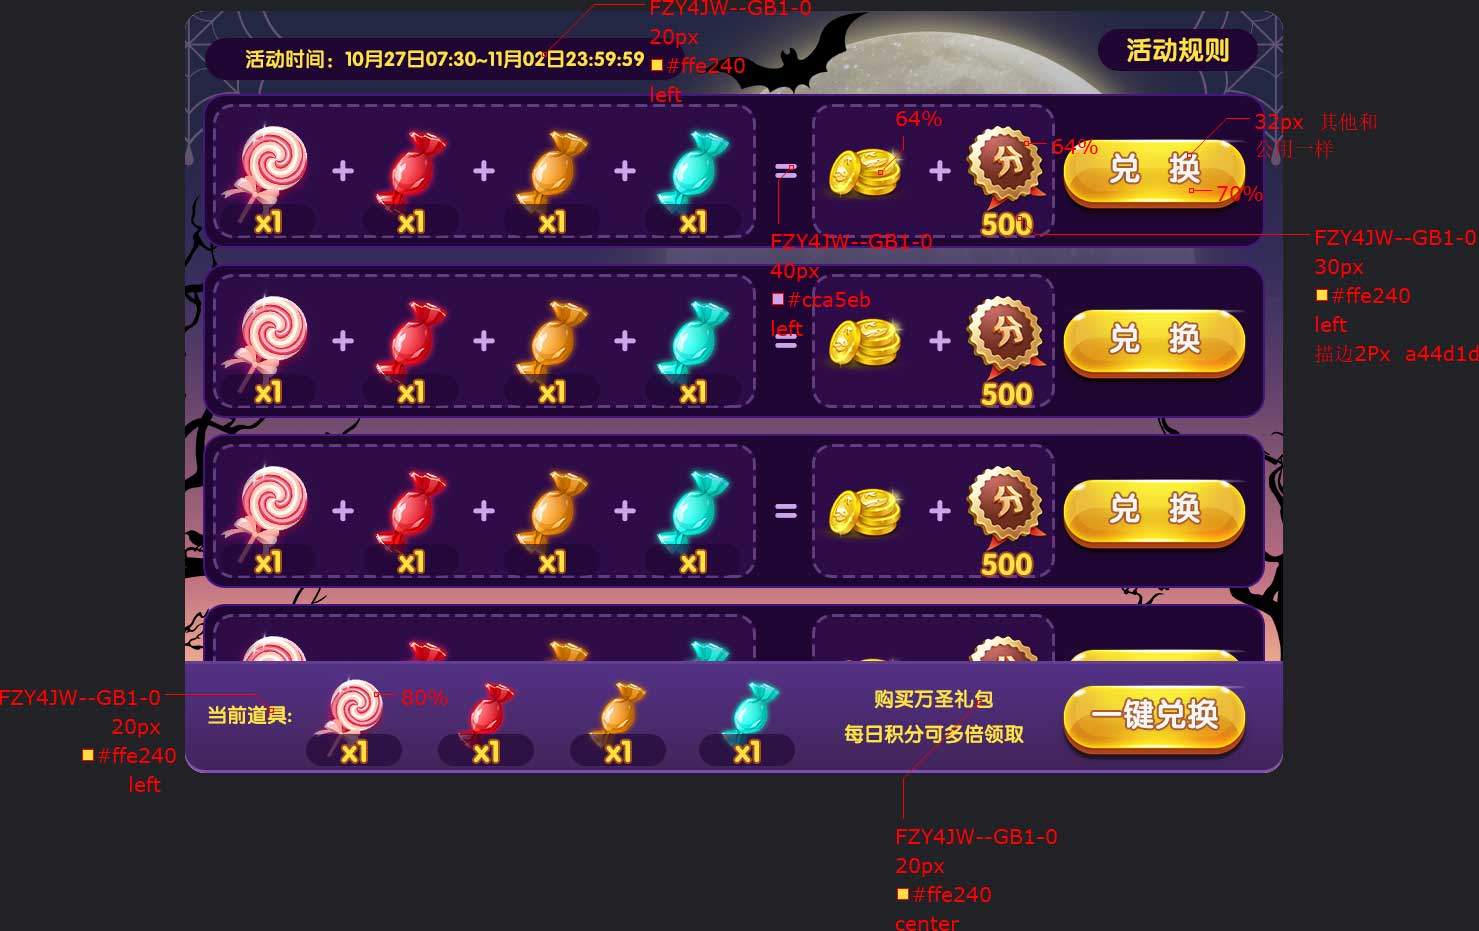 FZY4JW--GB1-0
20px
#ffe240
left
活动时间：10月27日07:30~11月02日23:59:59
活动规则
64%
64%
32px 其他和
公用一样
70%
分
兑 换
x1
x1
x1
x1
500
FZY4JW--GB1-0
40px
#cca5eb
left
FZY4JW--GB1-0
30px
#ffe240
left
描边2Px a44d1d
分
兑 换
x1
x1
x1
x1
500
分
兑 换
x1
x1
x1
x1
500
FZY4JW--GB1-0
20px
#ffe240
left
当前道具:
80%
x1
x1
x1
x1
购买万圣礼包
每日积分可多倍领取
一键兑换
FZY4JW--GB1-0
20px
#ffe240
center